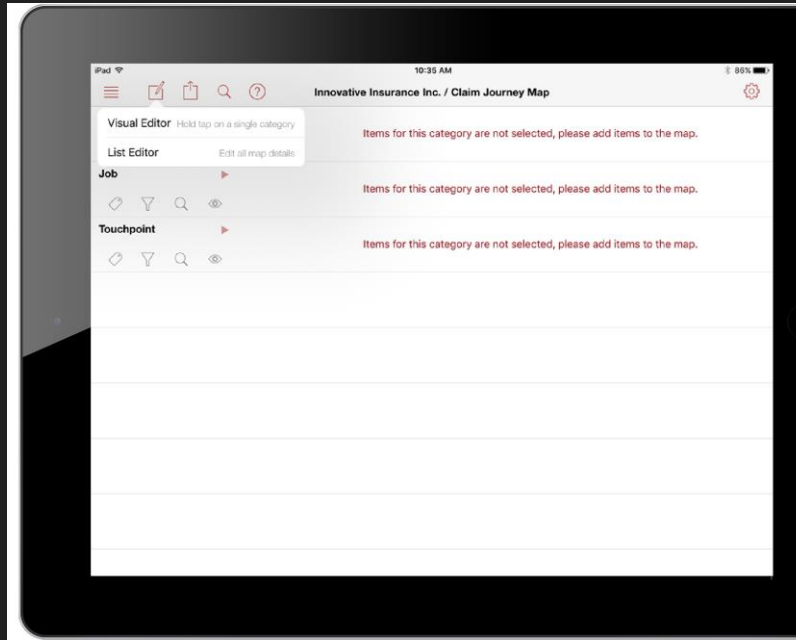 iPad 10:35 AM 86%
Innovative Insurance Inc. / Claim Journey Map
Visual Editor Hold tap on a single category
Items for this category are not selected, please add items to the map.
List Editor Edit all map details
Job
Items for this category are not selected, please add items to the map.
Touchpoint
Items for this category are not selected, please add items to the map.